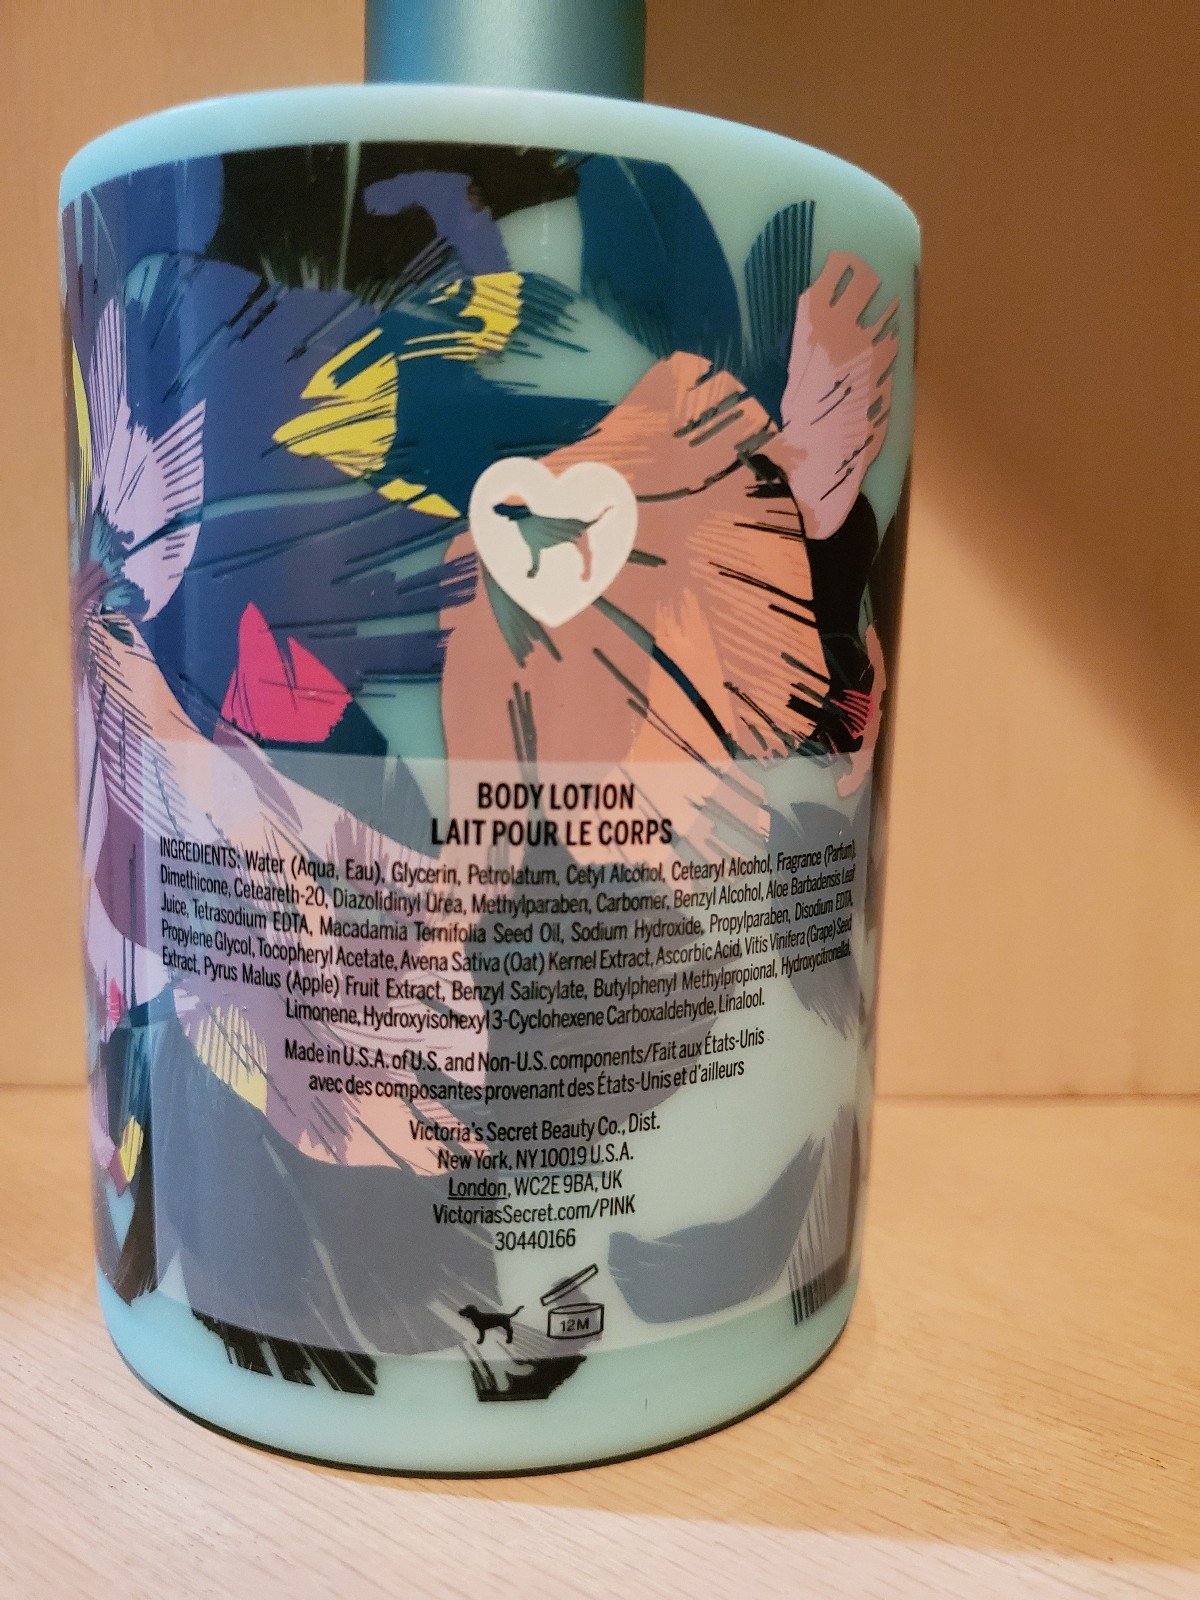 BODY LOTION
LAIT POUR LE CORPS
INGREDIENTS: Water (Aqua, Eau), Glycerin, Petrolatum, Cetyl Alcohol, Cetearyl Alcohol, Fragrance (Parfum),
Dimethicone, Ceteareth-20, Diazolidinyl Urea, Methylparaben, Carbomer, Benzyl Alcohol, Aloe Barbadensis Leaf
Juice, Tetrasodium EDTA, Macadamia Ternifolia Seed Oil, Sodium Hydroxide, Propylparaben, Disodium EDTA,
Propylene Glycol, Tocopheryl Acetate, Avena Sativa (Oat) Kernel Extract, Ascorbic Acid, Vitis Vinifera (Grape) Seed
Extract, Pyrus Malus (Apple) Fruit Extract, Benzyl Salicylate, Butylphenyl Methylpropional, Hydroxycitronellal,
Limonene, Hydroxyisohexyl 3-Cyclohexene Carboxaldehyde, Linalool.
Made in U.S.A. of U.S. and Non-U.S. components/Fait aux États-Unis
avec des composantes provenant des États-Unis et d'ailleurs
Victoria's Secret Beauty Co., Dist.
New York, NY 10019 U.S.A.
London, WC2E 9BA, UK
VictoriasSecret.com/PINK
30440166
12M